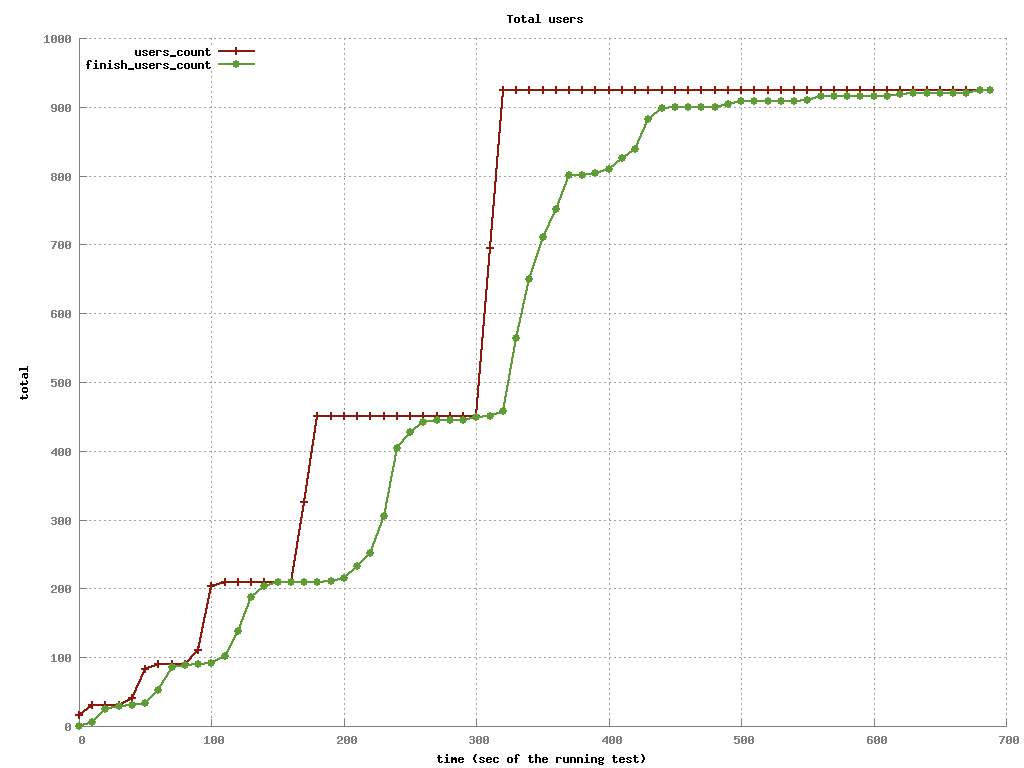 Total users
users_count
finish_users_count
1000
900
800
700
600
500
400
300
200
100
0
total
0 100 200 300 400 500 600 700
time (sec of the running test)